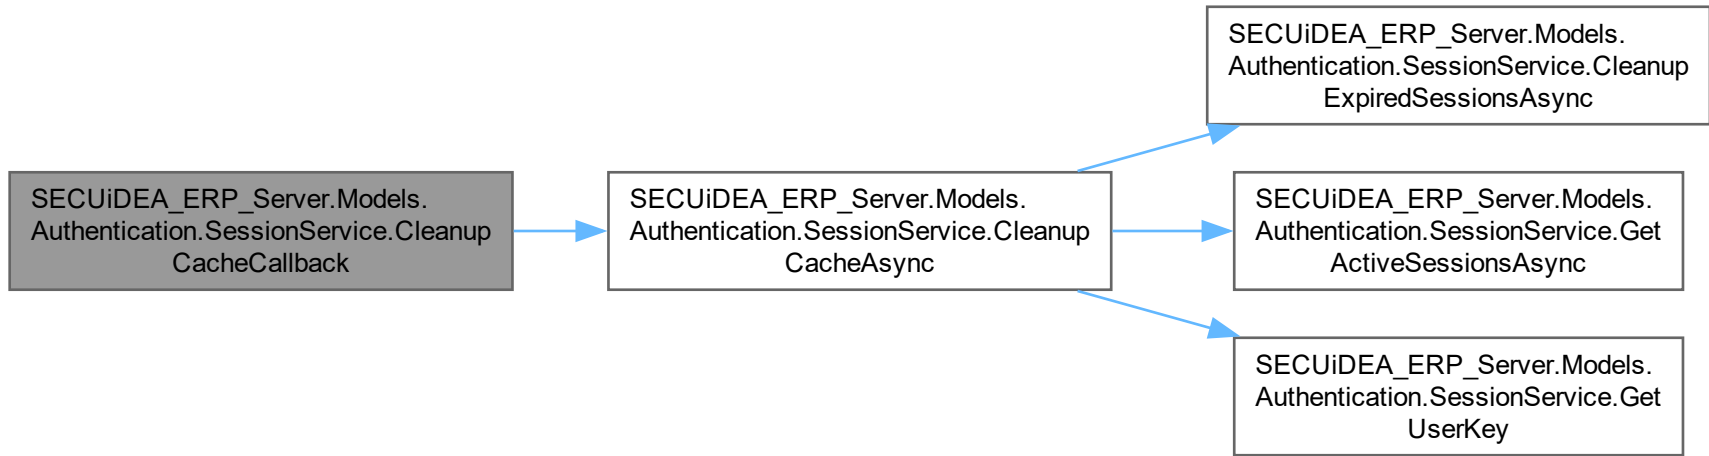 SECUiDEA_ERP_Server.Models.
Authentication.SessionService.Cleanup
CacheCallback
SECUiDEA_ERP_Server.Models.
Authentication.SessionService.Cleanup
CacheAsync
SECUiDEA_ERP_Server.Models.
Authentication.SessionService.Cleanup
ExpiredSessionsAsync
SECUiDEA_ERP_Server.Models.
Authentication.SessionService.Get
ActiveSessionsAsync
SECUiDEA_ERP_Server.Models.
Authentication.SessionService.Get
UserKey